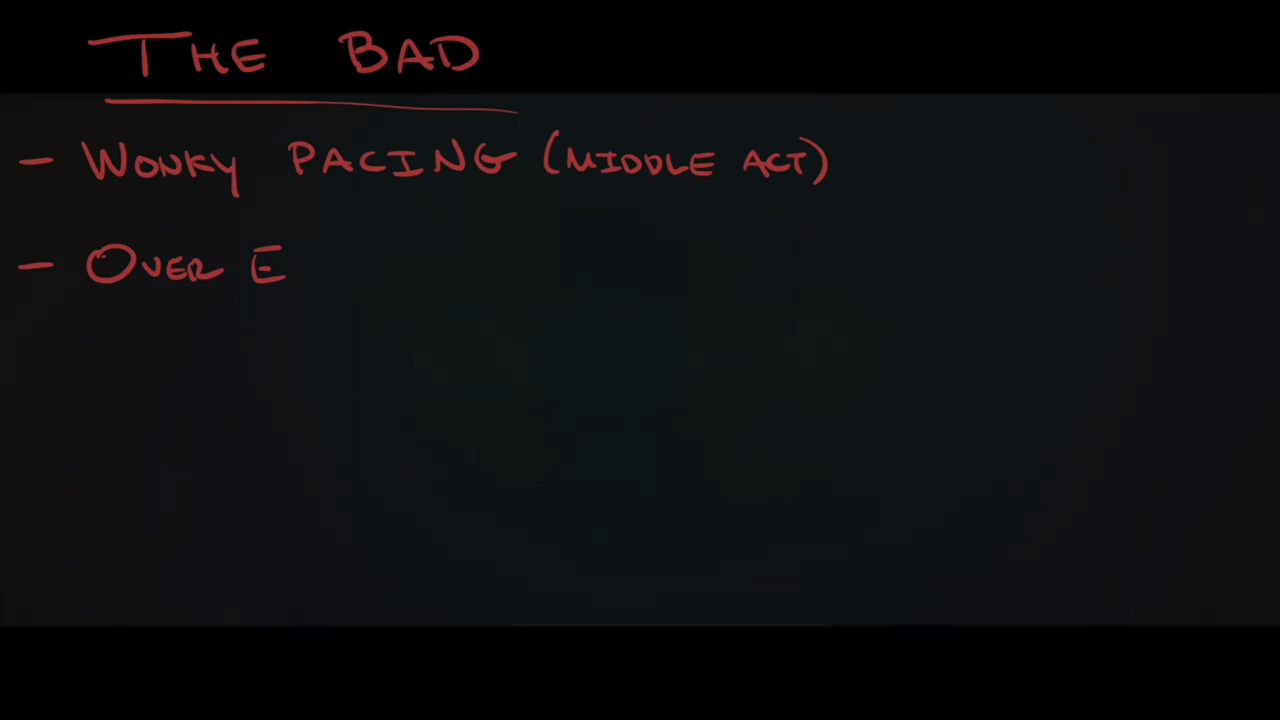 THE BAD
- WONKY PACING (MIDDLE ACT)
- OVER E